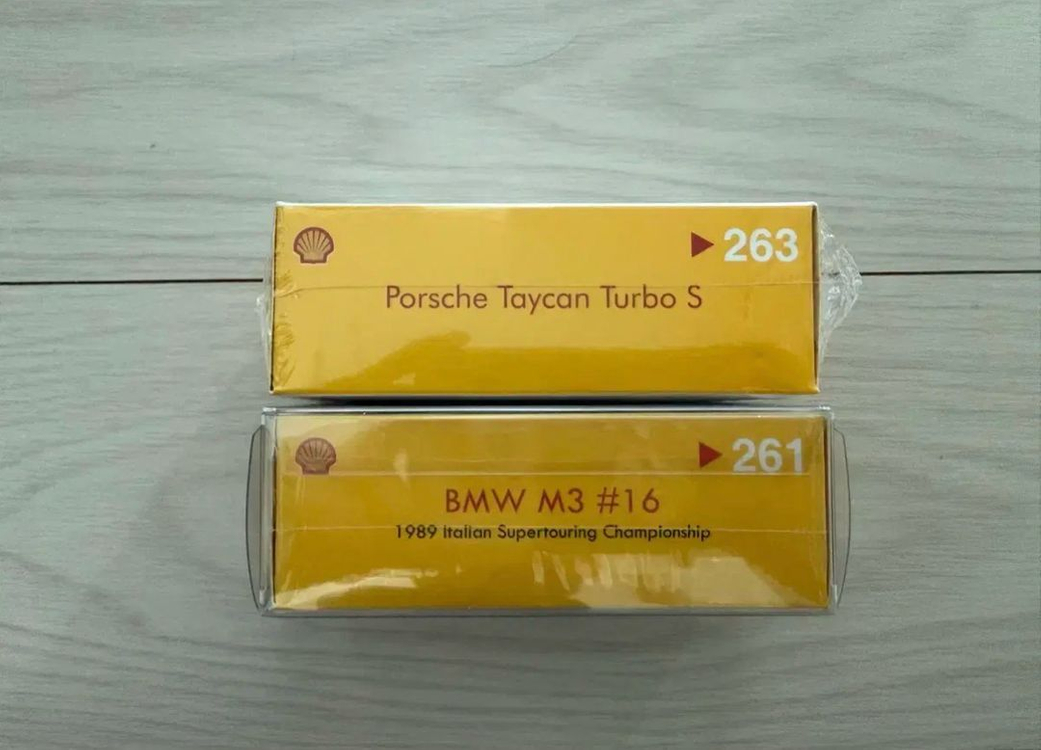 ▶263
Porsche Taycan Turbo S
▶261
BMW M3 #16
1989 Italian Supertouring Championship